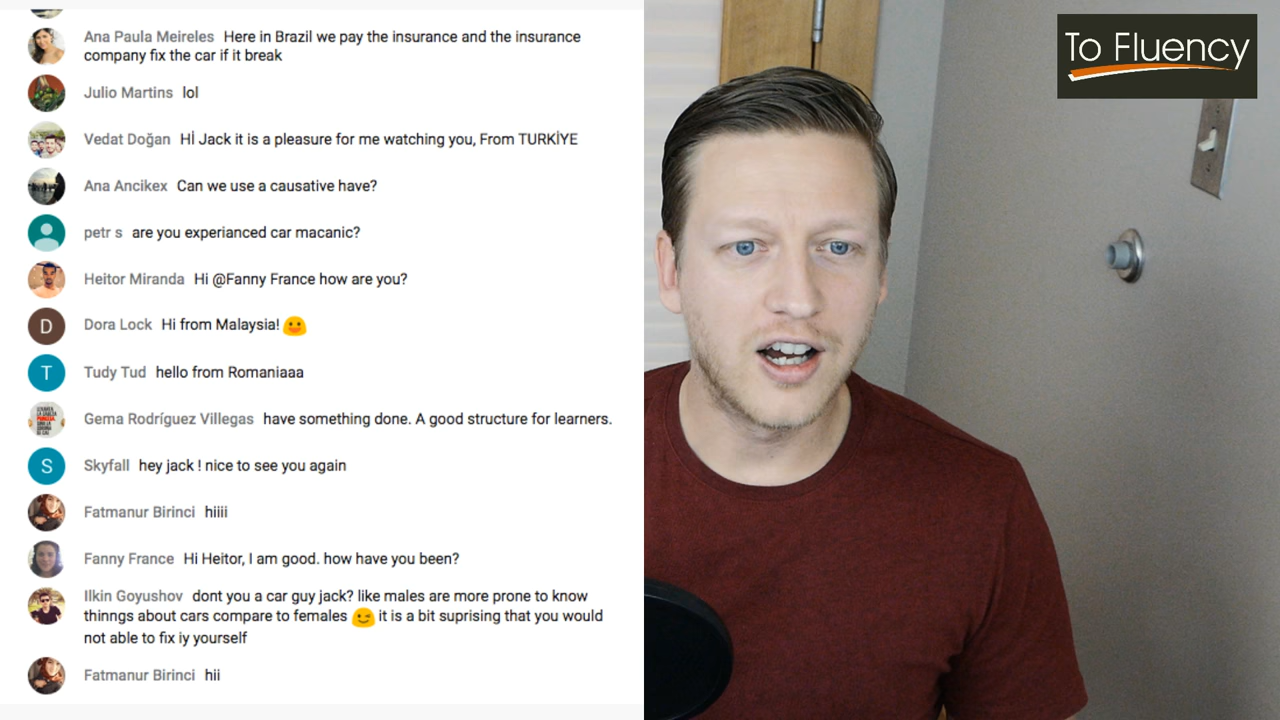 Ana Paula Meireles Here in Brazil we pay the insurance and the insurance
company fix the car if it break
Julio Martins lol
Vedat Doğan Hİ Jack it is a pleasure for me watching you, From TURKİYE
Ana Ancikex Can we use a causative have?
petr s are you experianced car macanic?
Heitor Miranda Hi @Fanny France how are you?
D Dora Lock Hi from Malaysia!
T Tudy Tud hello from Romaniaaa
Gema Rodríguez Villegas have something done. A good structure for learners.
S Skyfall hey jack ! nice to see you again
Fatmanur Birinci hiiii
Fanny France Hi Heitor, I am good. how have you been?
Ilkin Goyushov dont you a car guy jack? like males are more prone to know
thinngs about cars compare to females 😉 it is a bit suprising that you would
not able to fix iy yourself
Fatmanur Birinci hii
To Fluency